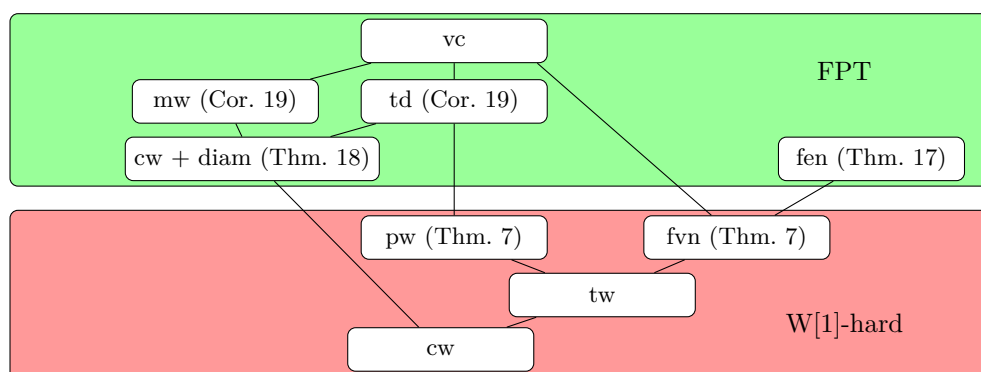 vc
FPT
mw (Cor. 19)
td (Cor. 19)
cw + diam (Thm. 18)
fen (Thm. 17)
pw (Thm. 7)
fvn (Thm. 7)
tw
W[1]-hard
cw